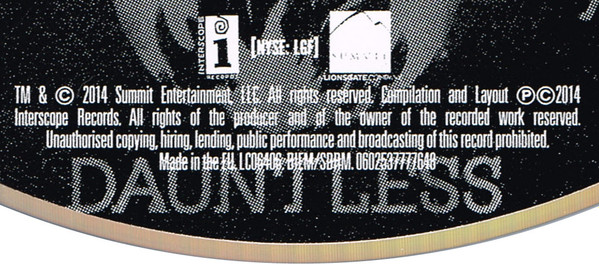 INTERSCOPE
RECORDS
[NYSE: LGF]
SUMMIT
LIONSGATE.COM
TM & © 2014 Summit Entertainment, LLC. All rights reserved. Compilation and Layout ℗©2014
Interscope Records. All rights of the producer and of the owner of the recorded work reserved.
Unauthorised copying, hiring, lending, public performance and broadcasting of this record prohibited.
Made in the EU. LC06406. BIEM/SDRM. 0602537777648
DAUNTLESS